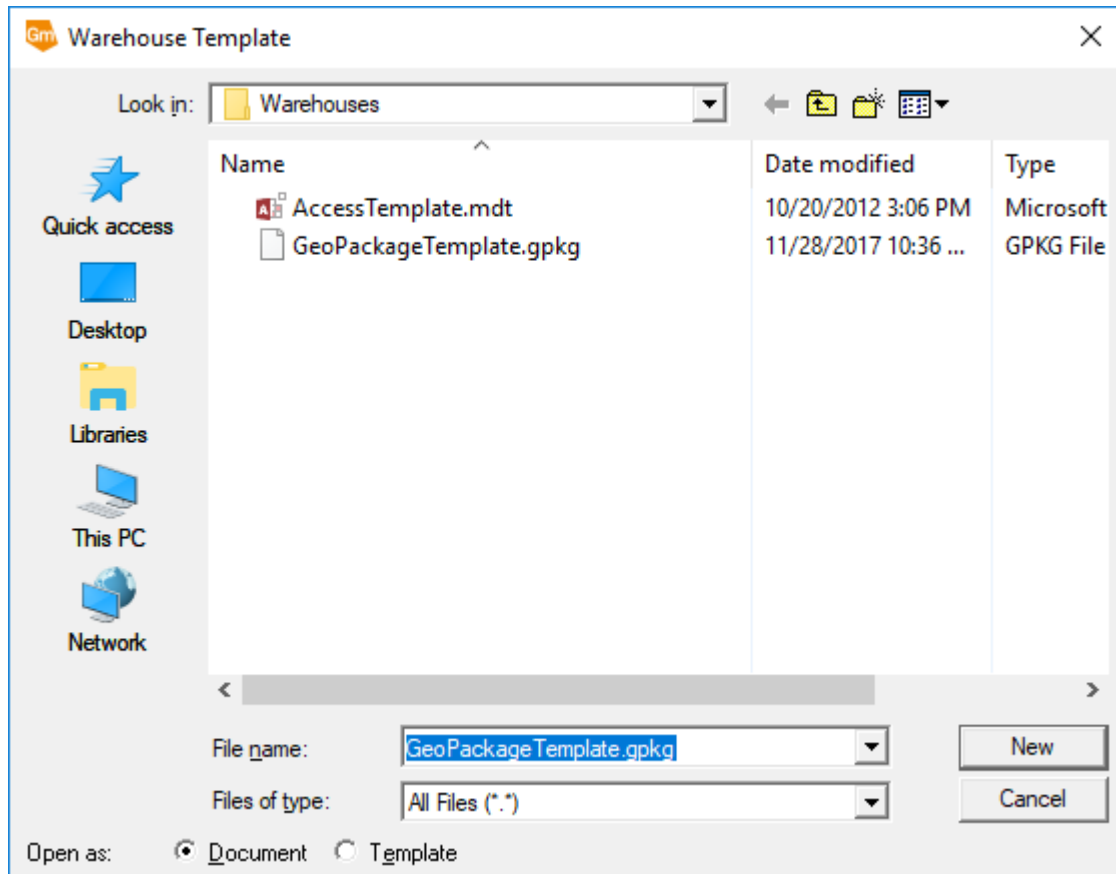 Gm Warehouse Template
Look in: Warehouses
Name Date modified Type
AccessTemplate.mdt 10/20/2012 3:06 PM Microsoft
GeoPackageTemplate.gpkg 11/28/2017 10:36 ... GPKG File
Quick access
Desktop
Libraries
This PC
Network
File name: GeoPackageTemplate.gpkg New
Files of type: All Files (*.*) Cancel
Open as: Document Template